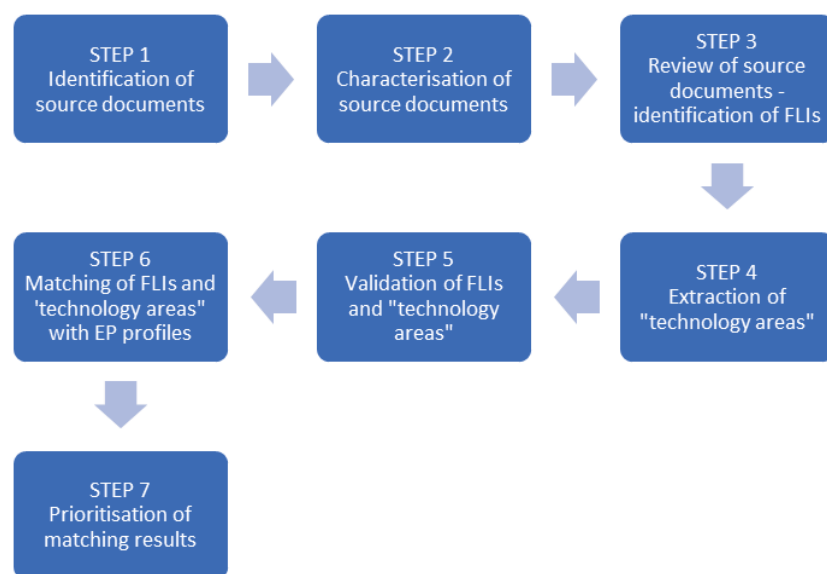 STEP 1
Identification of
source documents
STEP 2
Characterisation of
source documents
STEP 3
Review of source
documents -
identification of FLIs
STEP 4
Extraction of
"technology areas"
STEP 5
Validation of FLIs
and "technology
areas"
STEP 6
Matching of FLIs and
'technology areas"
with EP profiles
STEP 7
Prioritisation of
matching results